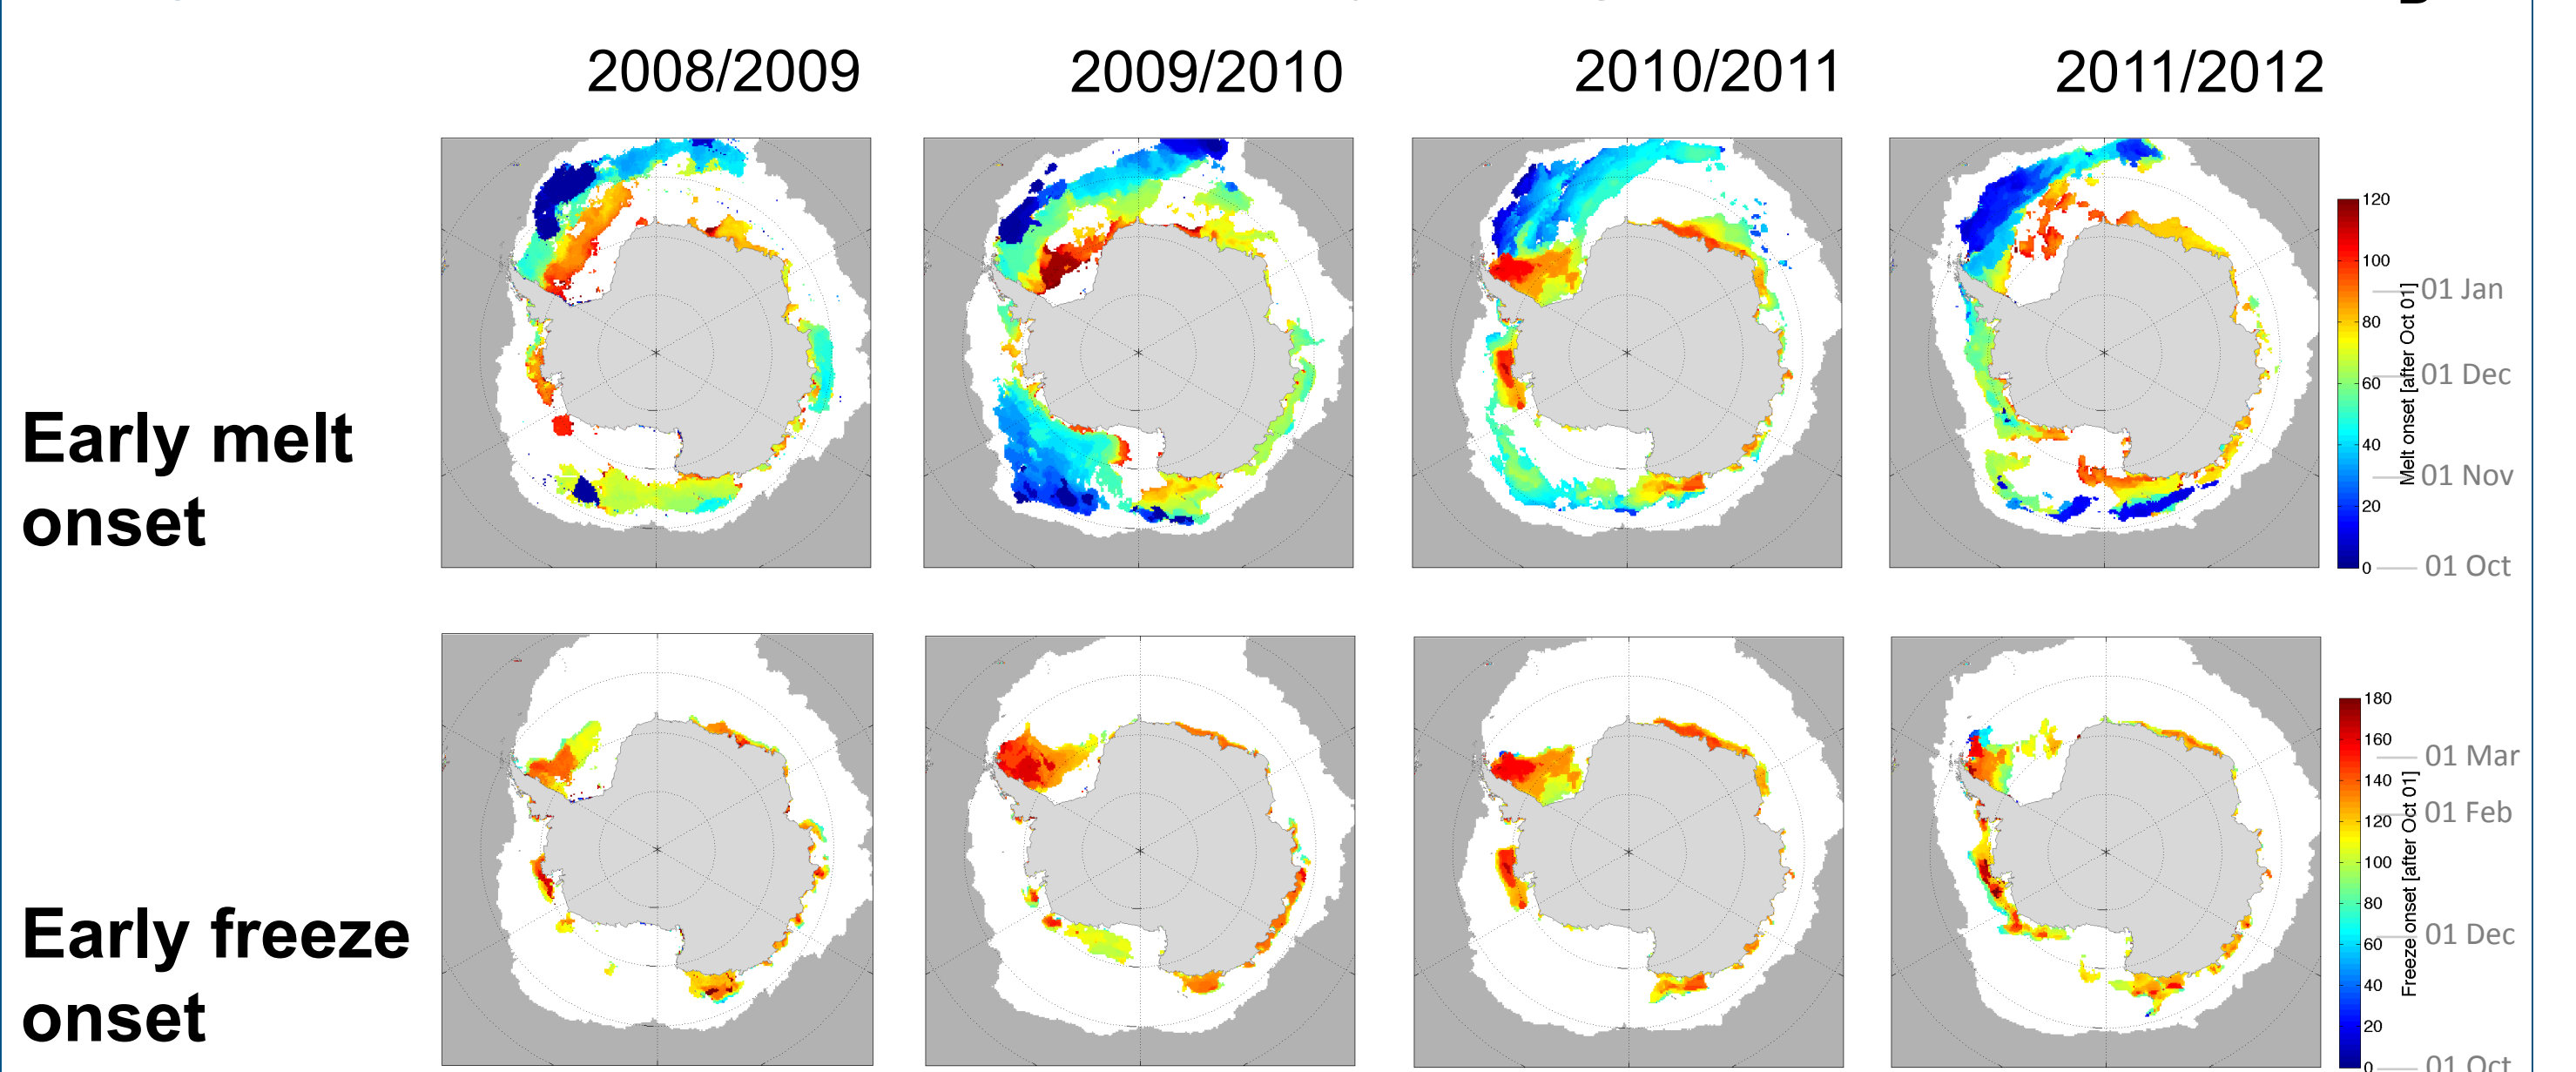 2008/2009 2009/2010 2010/2011 2011/2012
Early melt
onset
120
100
80
60
40
20
0
Melt onset [after Oct 01]
01 Jan
01 Dec
01 Nov
01 Oct
Early freeze
onset
180
160
140
120
100
80
60
40
20
0
Freeze onset [after Oct 01]
01 Mar
01 Feb
01 Dec
01 Oct